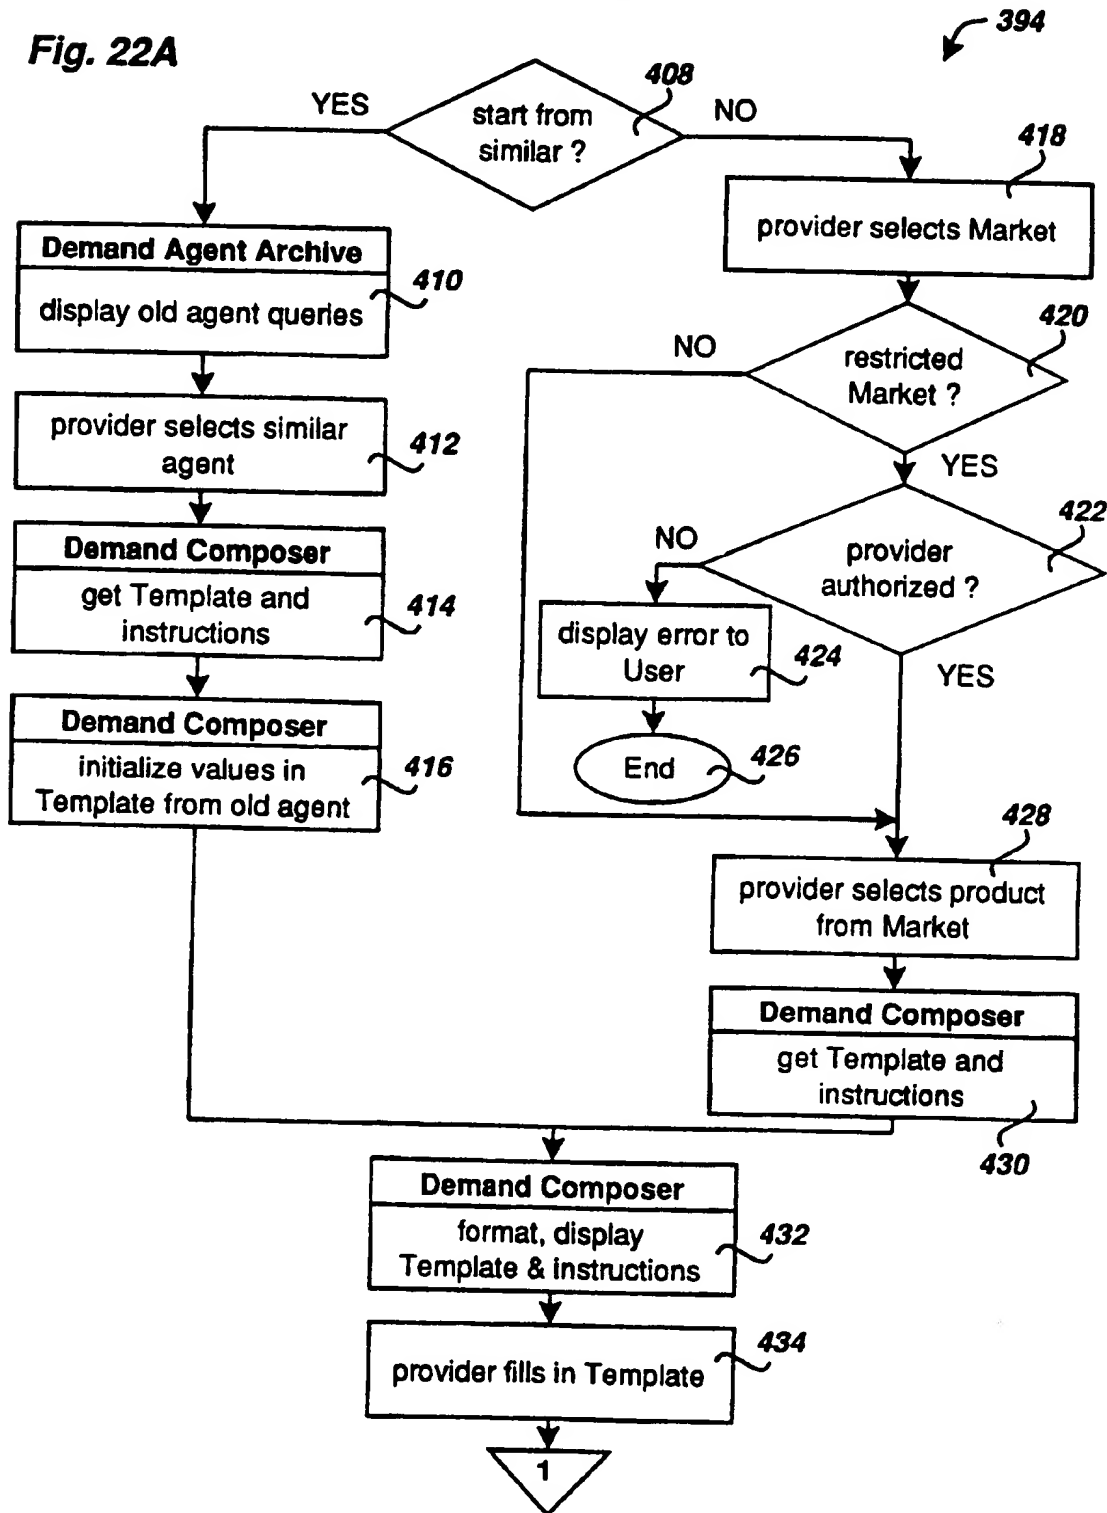 Fig. 22A
394
408
start from
similar ?
YES
NO
418
provider selects Market
Demand Agent Archive
display old agent queries
410
420
restricted
Market ?
NO
YES
provider selects similar
agent
412
422
provider
authorized ?
NO
YES
Demand Composer
get Template and
instructions
414
display error to
User
424
Demand Composer
initialize values in
Template from old agent
416
End
426
428
provider selects product
from Market
Demand Composer
get Template and
instructions
430
Demand Composer
format, display
Template & instructions
432
provider fills in Template
434
1